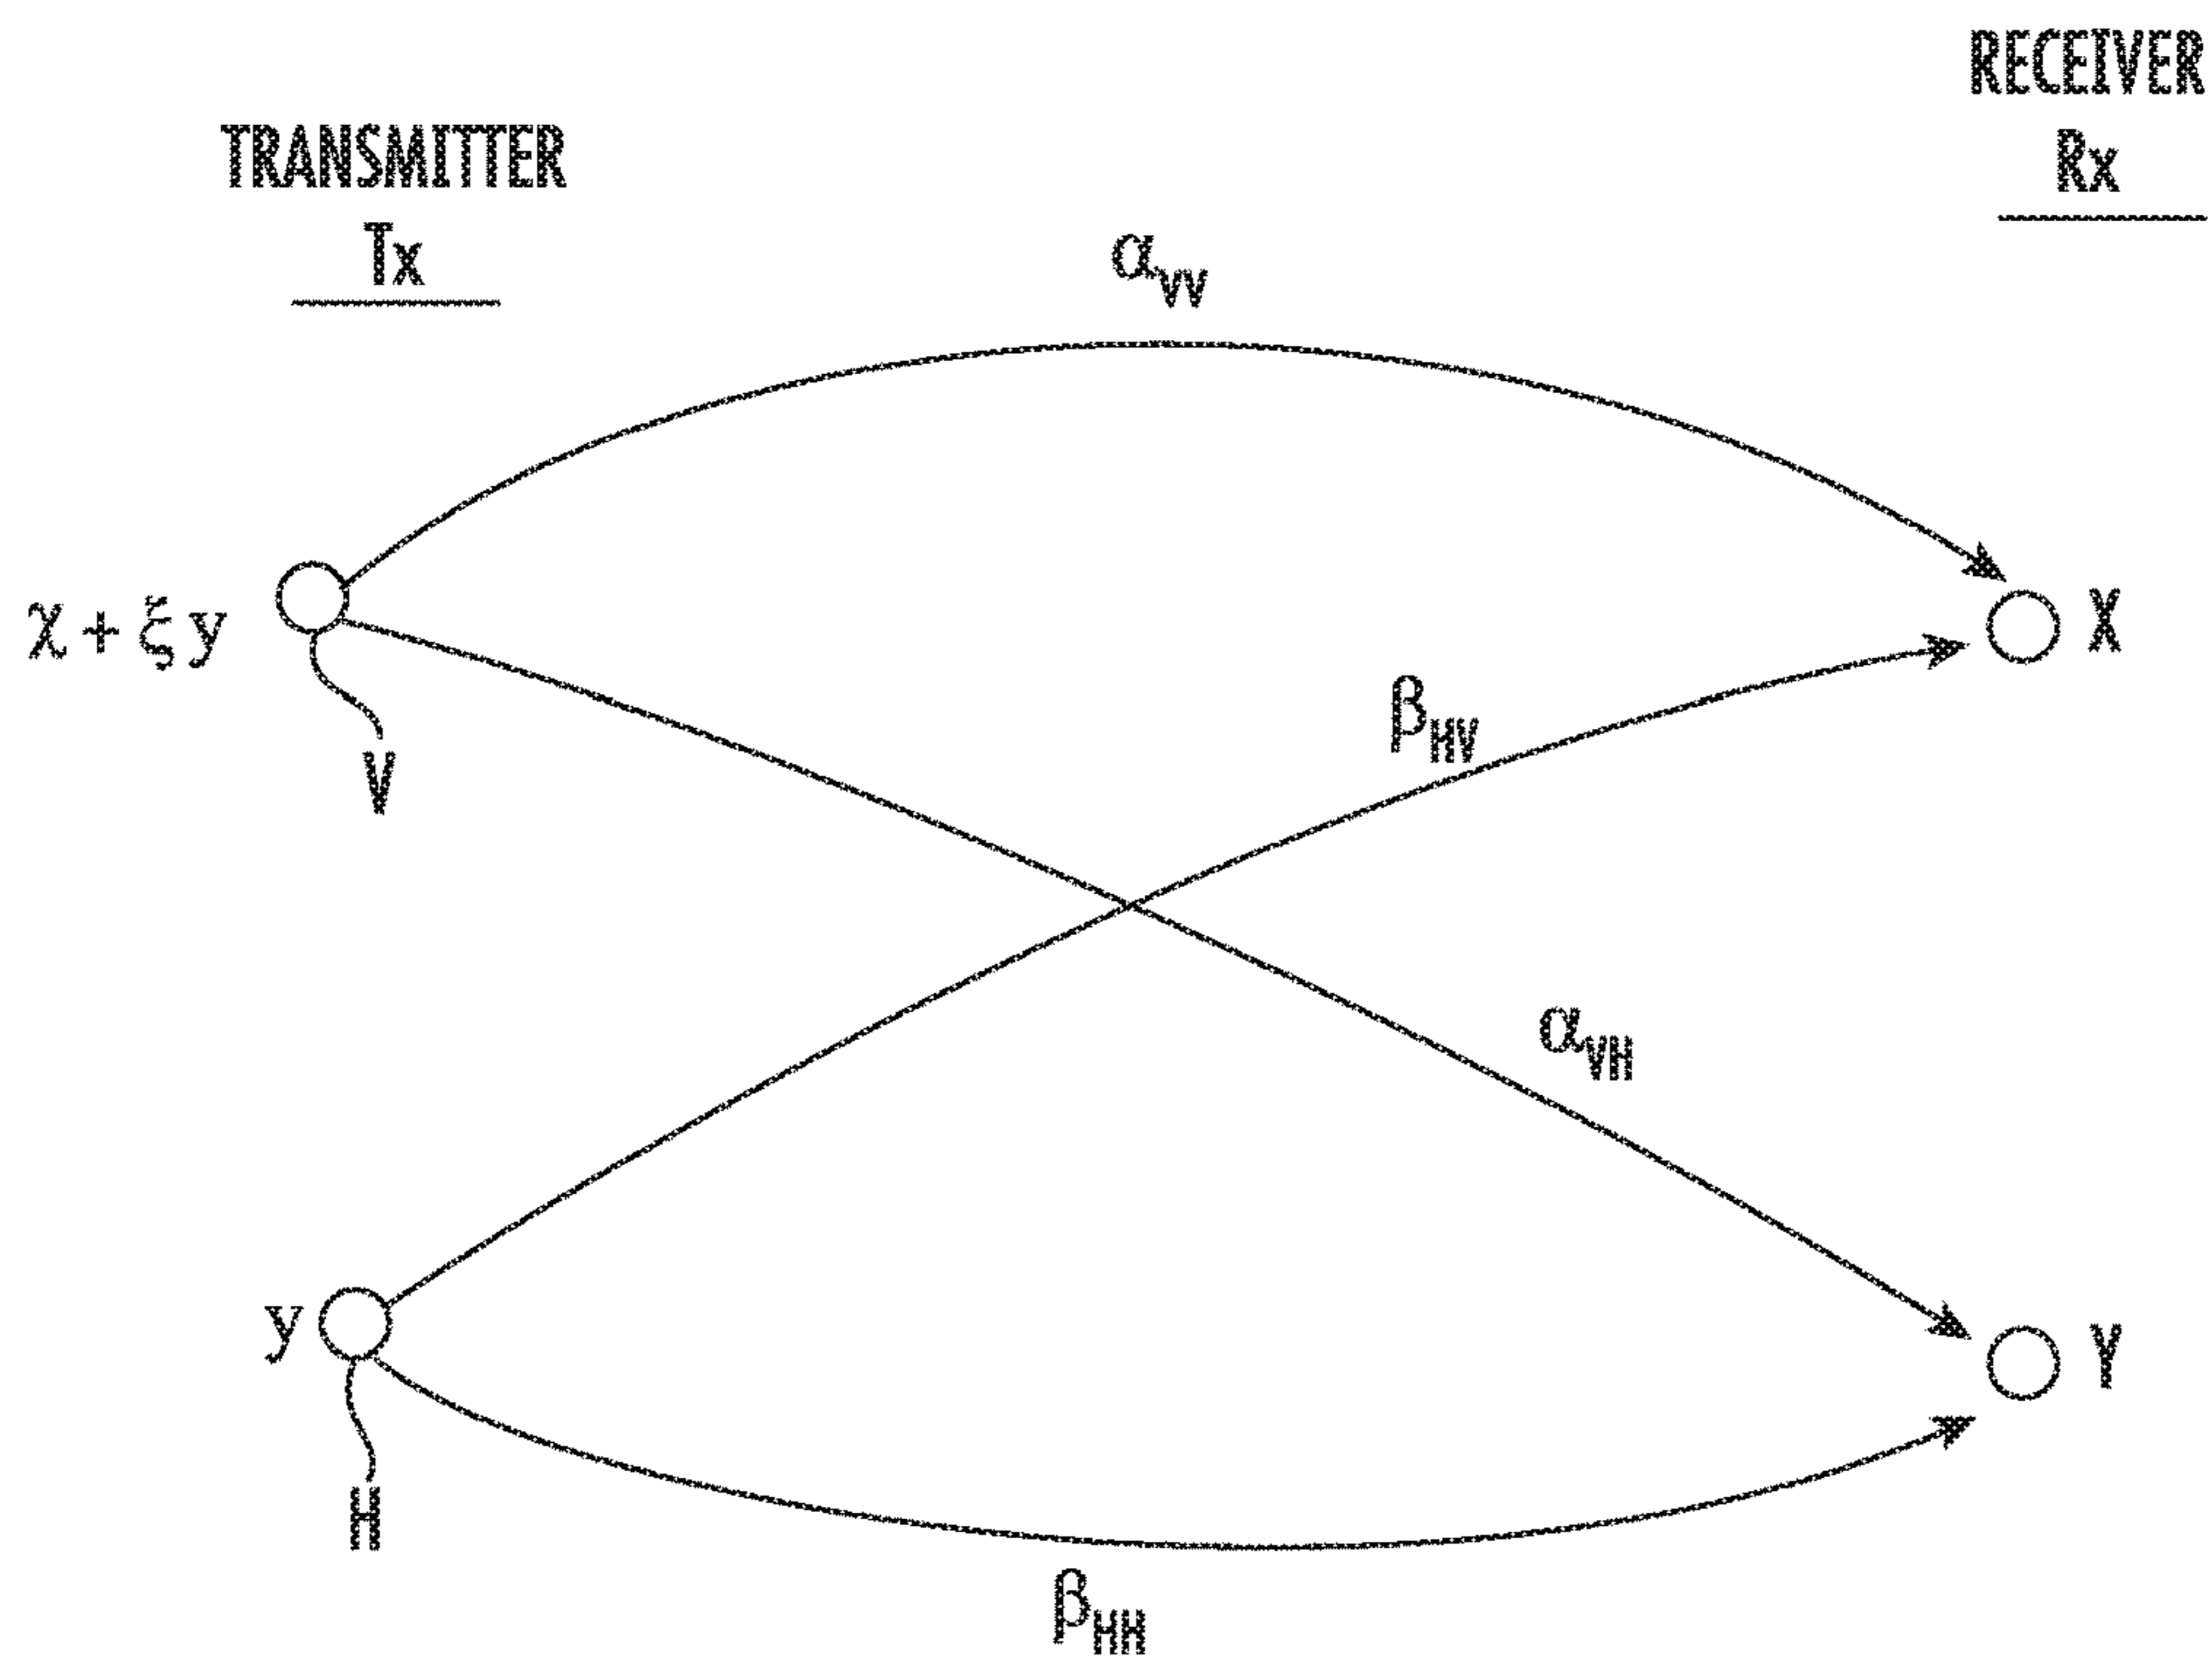 RECEIVER
Rx
TRANSMITTER
Tx
α_VV
χ + ξ y
X
β_HV
V
α_VH
y
Y
H
β_HH